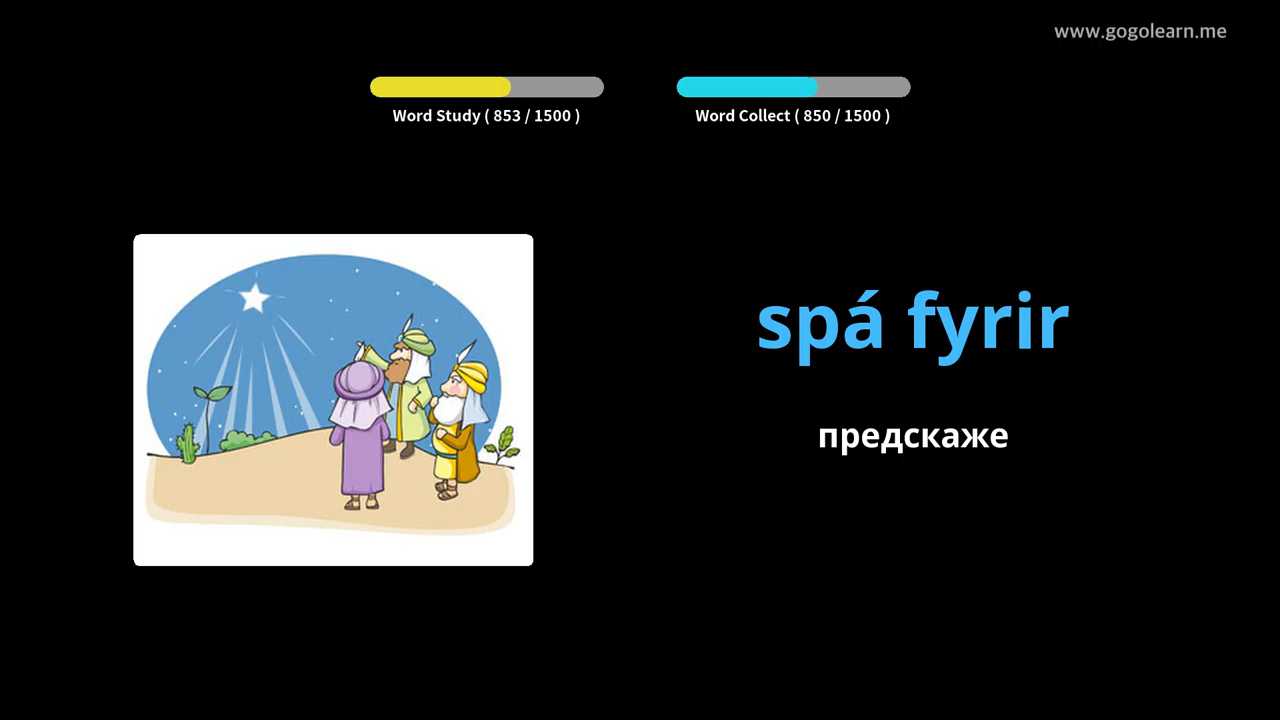 www.gogolearn.me
Word Study ( 853 / 1500 )
Word Collect ( 850 / 1500 )
spá fyrir
предскаже